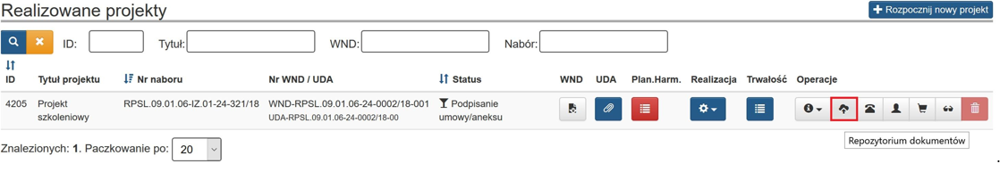 Realizowane projekty
Rozpocznij nowy projekt
ID: Tytuł: WND: Nabór:
ID Tytuł projektu Nr naboru Nr WND / UDA Status WND UDA Plan.Harm. Realizacja Trwałość Operacje
4205 Projekt RPSL.09.01.06-IZ.01-24-321/18 WND-RPSL.09.01.06-24-0002/18-001 Podpisanie
szkoleniowy UDA-RPSL.09.01.06-24-0002/18-00 umowy/aneksu
Repozytorium dokumentów
Znalezionych: 1. Paczkowanie po: 20
.